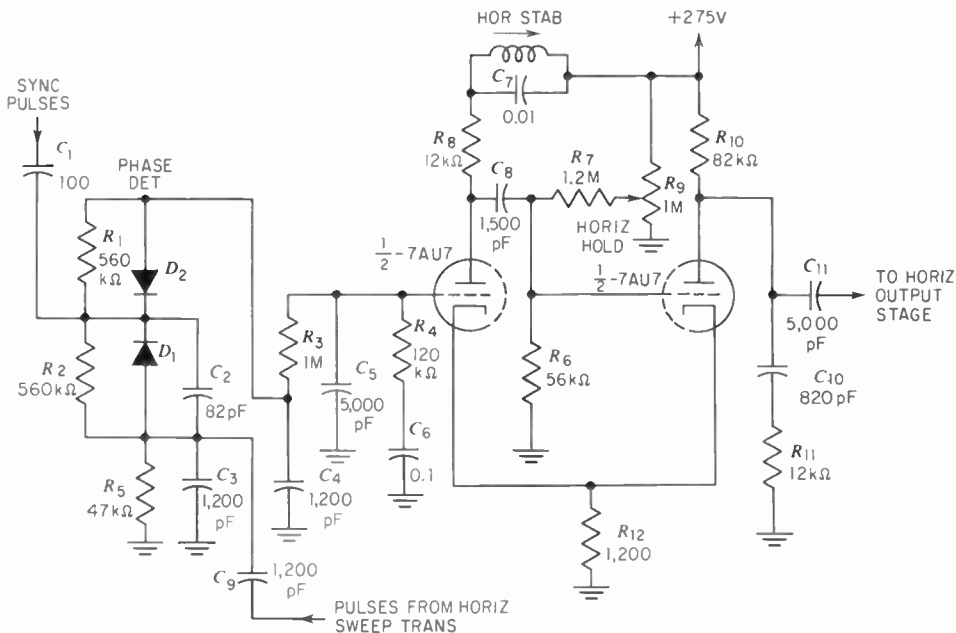 HOR STAB
+275V
C7
0.01
SYNC
PULSES
C1
100
PHASE
DET
R8
12kΩ
C8
1,500
pF
R7
1.2M
R9
1M
HORIZ
HOLD
R10
82kΩ
R1
560
kΩ
D2
D1
R2
560kΩ
C2
82pF
1/2-7AU7
1/2-7AU7
C11
5,000
pF
TO HORIZ
OUTPUT
STAGE
R3
1M
C5
5,000
pF
R4
120
kΩ
C6
0.1
R6
56kΩ
C10
820pF
R11
12kΩ
R5
47kΩ
C3
1,200
pF
C4
1,200
pF
R12
1,200
C9
1,200
pF
PULSES FROM HORIZ
SWEEP TRANS